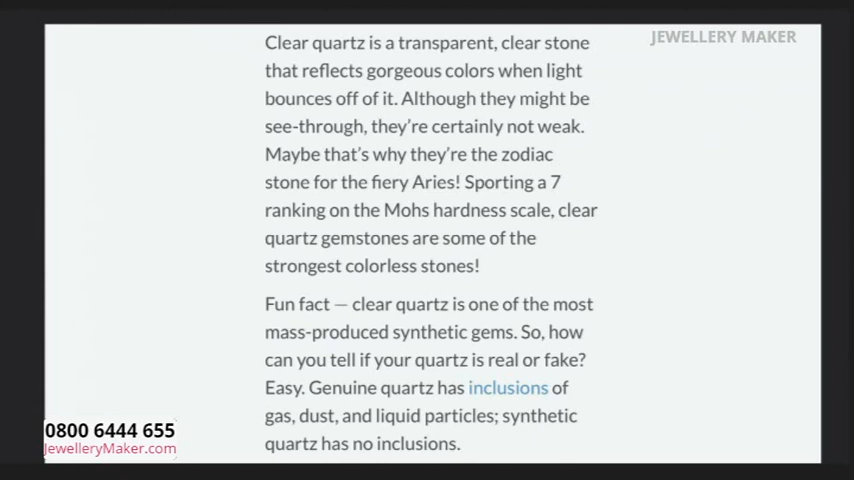 JEWELLERY MAKER
Clear quartz is a transparent, clear stone
that reflects gorgeous colors when light
bounces off of it. Although they might be
see-through, they’re certainly not weak.
Maybe that’s why they’re the zodiac
stone for the fiery Aries! Sporting a 7
ranking on the Mohs hardness scale, clear
quartz gemstones are some of the
strongest colorless stones!
Fun fact — clear quartz is one of the most
mass-produced synthetic gems. So, how
can you tell if your quartz is real or fake?
Easy. Genuine quartz has inclusions of
gas, dust, and liquid particles; synthetic
quartz has no inclusions.
0800 6444 655
JewelleryMaker.com